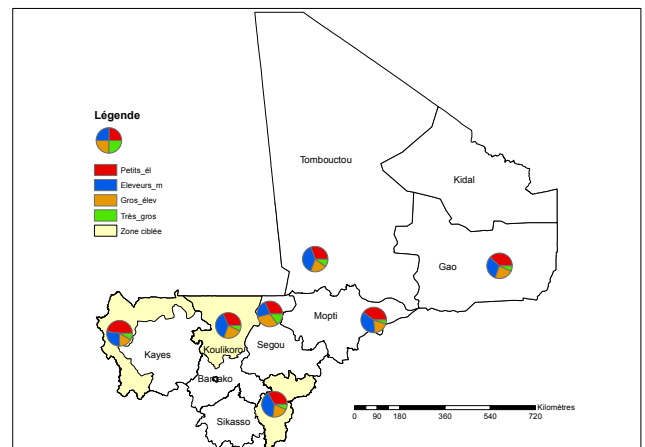 Légende
Petits_él
Eleveurs_m
Gros_élev
Très_gros
Zone ciblée
Tombouctou
Kidal
Gao
Mopti
Segou
Koulikoro
Kayes
Bamako
Sikasso
Kilomètres
0 90 180 360 540 720